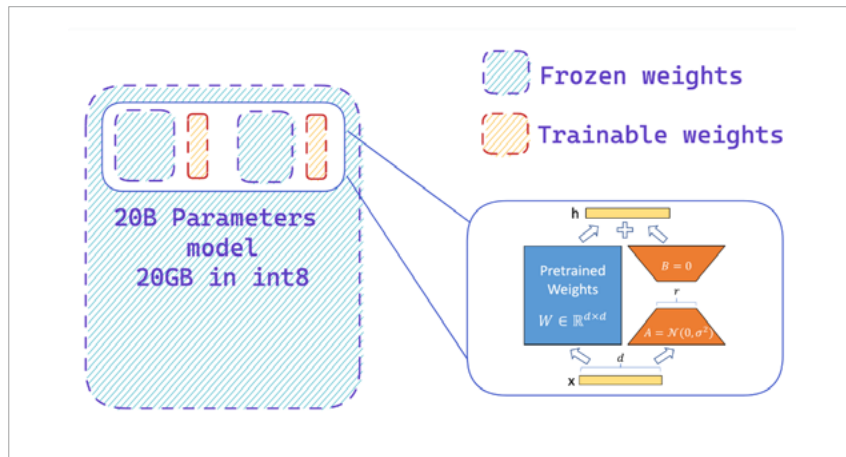 Frozen weights
Trainable weights
20B Parameters
model
20GB in int8
h
Pretrained
Weights
W ∈ ℝ^{d×d}
B = 0
r
A = 𝒩(0, σ²)
d
x